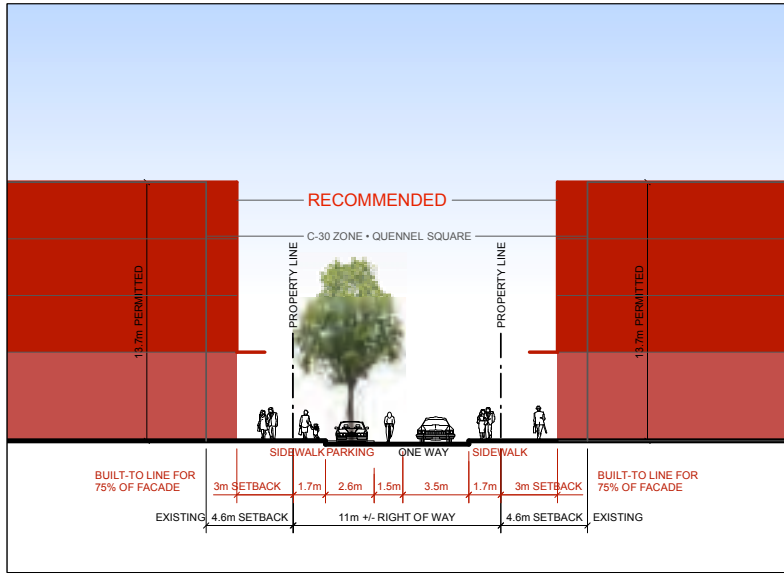 RECOMMENDED
C-30 ZONE • QUENNEL SQUARE
13.7m PERMITTED
PROPERTY LINE
PROPERTY LINE
13.7m PERMITTED
SIDEWALK PARKING ONE WAY SIDEWALK
BUILT-TO LINE FOR
75% OF FACADE
3m SETBACK 1.7m 2.6m 1.5m 3.5m 1.7m 3m SETBACK
BUILT-TO LINE FOR
75% OF FACADE
EXISTING 4.6m SETBACK 11m +/- RIGHT OF WAY 4.6m SETBACK EXISTING